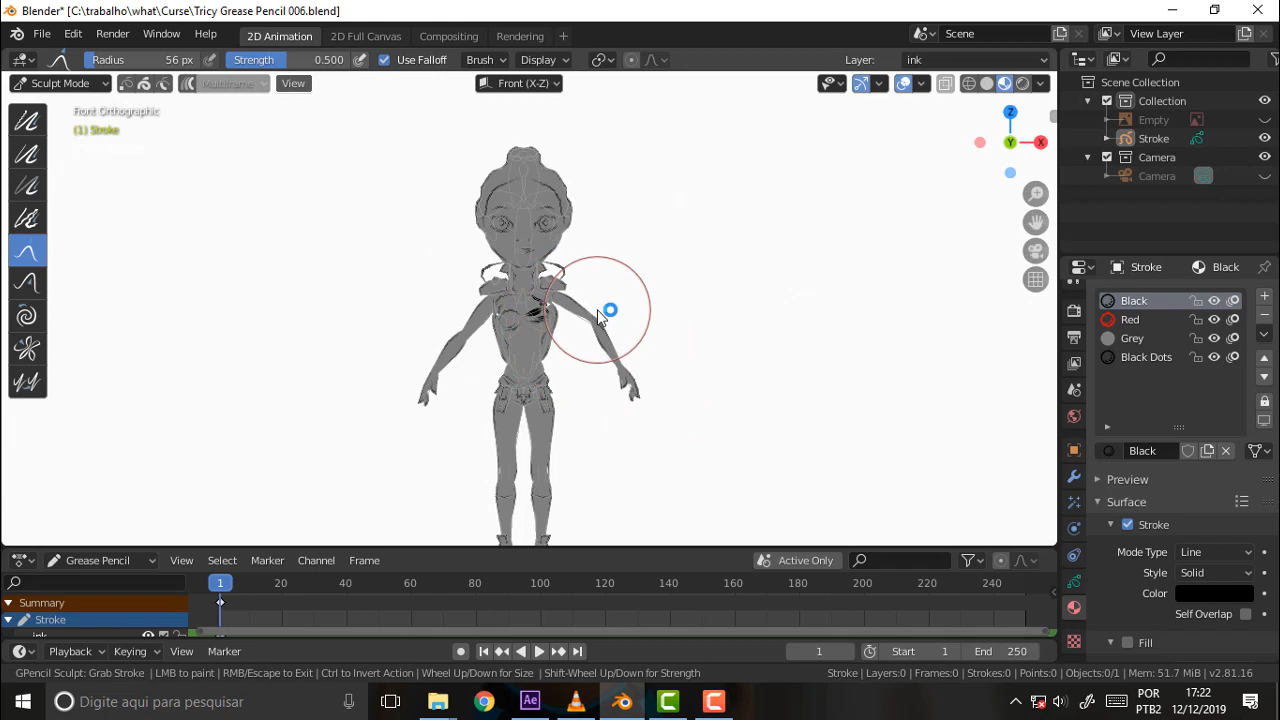 Blender* [C:\trabalho\what\Curse\Tricy Grease Pencil 006.blend]
File Edit Render Window Help 2D Animation 2D Full Canvas Compositing Rendering Scene View Layer
Radius 56 px Strength 0.500 Use Falloff Brush Display Layer: ink
Sculpt Mode Multiframe View Front (X-Z)
Front Orthographic
(1) Stroke
Z
Y
X
Scene Collection
Collection
Empty
Stroke
Camera
Camera
Stroke Black
Black
Red
Grey
Black Dots
Black
Preview
Surface
Stroke
Mode Type Line
Style Solid
Color
Self Overlap
Fill
Grease Pencil View Select Marker Channel Frame Active Only
1 20 40 60 80 100 120 140 160 180 200 220 240
Summary
Stroke
ink
Playback Keying View Marker 1 Start 1 End 250
GPencil Sculpt: Grab Stroke | LMB to paint | RMB/Escape to Exit | Ctrl to Invert Action | Wheel Up/Down for Size | Shift-Wheel Up/Down for Strength
Stroke | Layers:0 | Frames:0 | Strokes:0 | Points:0 | Objects:0/1 | Mem: 51.7 MiB | v2.81.16
Digite aqui para pesquisar
Ae
C
C
POR
PTB2
17:22
12/12/2019